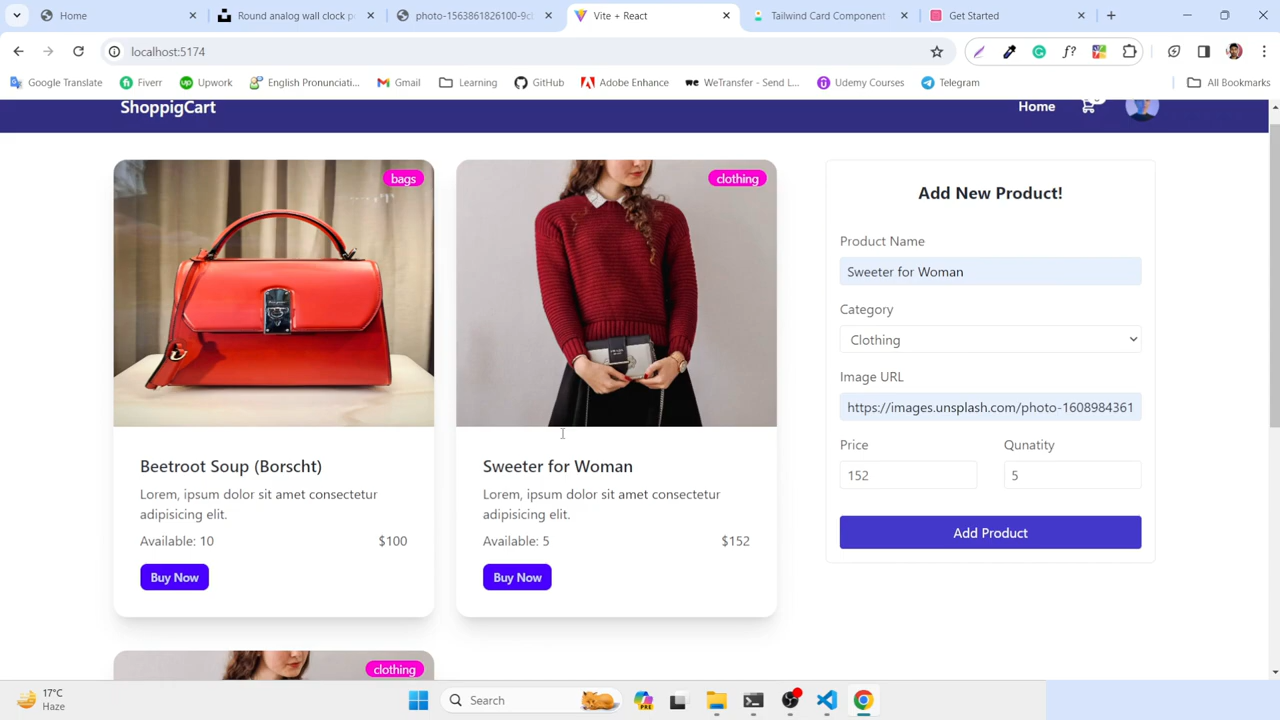 Home
Round analog wall clock p
photo-1563861826100-9cb
Vite + React
Tailwind Card Component
Get Started
localhost:5174
Google Translate
Fiverr
Upwork
English Pronunciati...
Gmail
Learning
GitHub
Adobe Enhance
WeTransfer - Send L...
Udemy Courses
Telegram
All Bookmarks
ShoppigCart
Home
bags
clothing
Beetroot Soup (Borscht)
Lorem, ipsum dolor sit amet consectetur
adipisicing elit.
Available: 10
$100
Buy Now
Sweeter for Woman
Lorem, ipsum dolor sit amet consectetur
adipisicing elit.
Available: 5
$152
Buy Now
clothing
Add New Product!
Product Name
Sweeter for Woman
Category
Clothing
Image URL
https://images.unsplash.com/photo-1608984361
Price
Qunatity
152
5
Add Product
17°C
Haze
Search
PRE